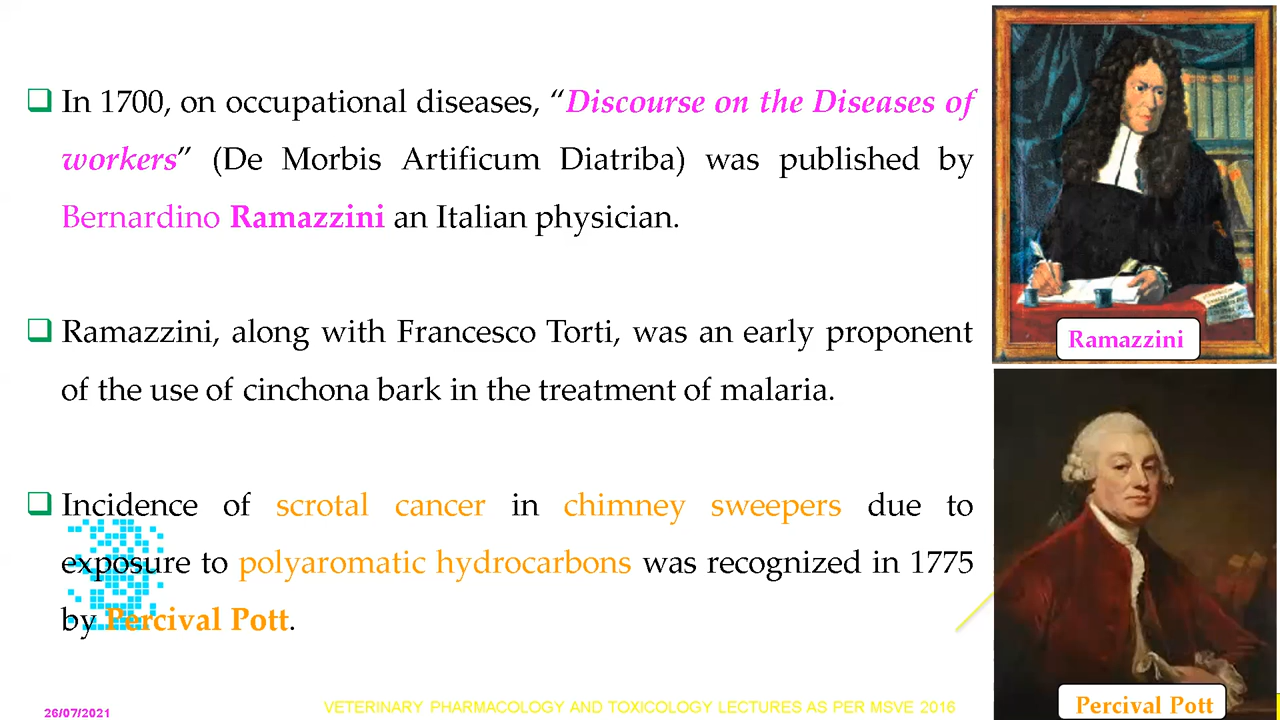 In 1700, on occupational diseases, “Discourse on the Diseases of
workers” (De Morbis Artificum Diatriba) was published by
Bernardino Ramazzini an Italian physician.
Ramazzini, along with Francesco Torti, was an early proponent
of the use of cinchona bark in the treatment of malaria.
Incidence of scrotal cancer in chimney sweepers due to
exposure to polyaromatic hydrocarbons was recognized in 1775
by Percival Pott.
Ramazzini
Percival Pott
26/07/2021
VETERINARY PHARMACOLOGY AND TOXICOLOGY LECTURES AS PER MSVE 2016